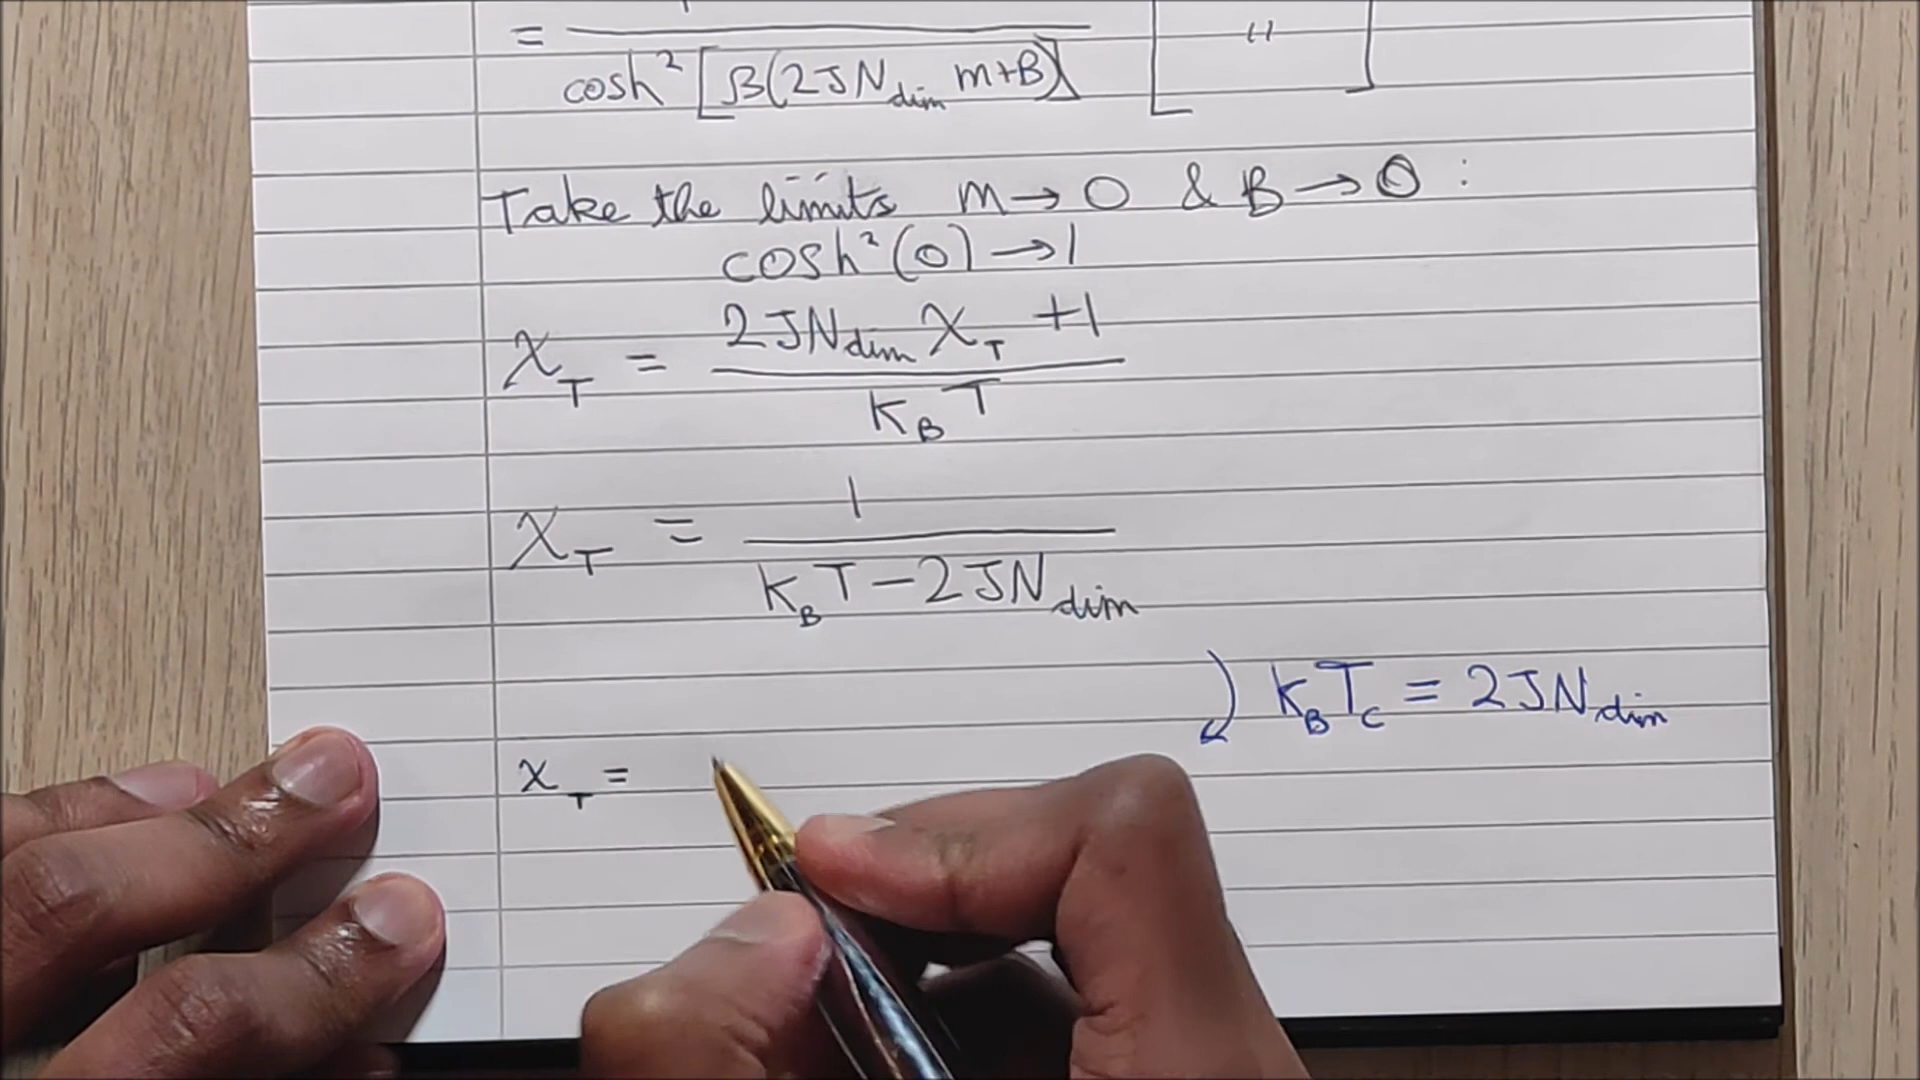 = 1/cosh² [β(2JN_dim m+B)] [ " ]
Take the limits m → 0 & B → 0 :
cosh²(0) → 1
χ_T = (2JN_dim χ_T + 1)/(k_B T)
χ_T = 1/(k_B T − 2JN_dim)
k_B T_c = 2JN_dim
χ_T =